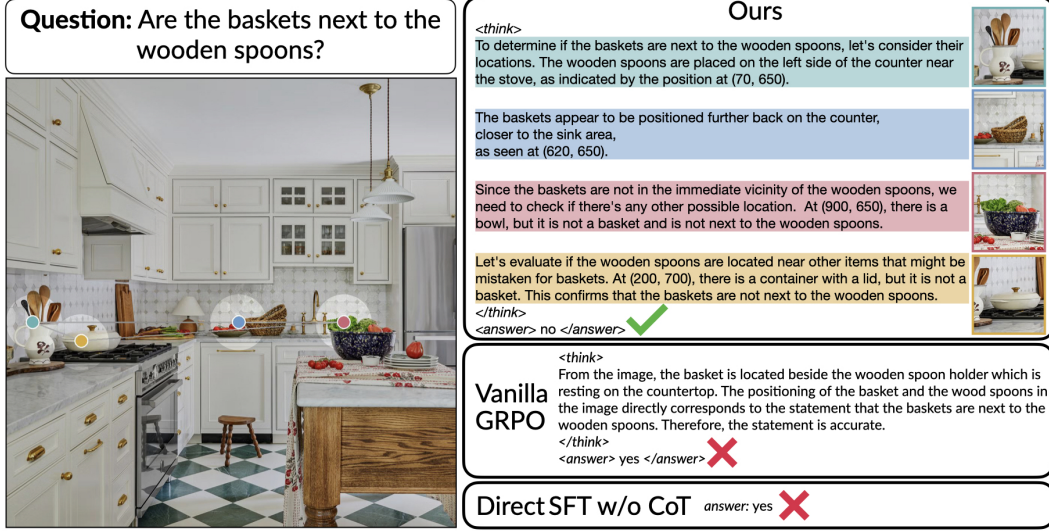 Question: Are the baskets next to the
wooden spoons?
Ours
<think>
To determine if the baskets are next to the wooden spoons, let's consider their
locations. The wooden spoons are placed on the left side of the counter near
the stove, as indicated by the position at (70, 650).
The baskets appear to be positioned further back on the counter,
closer to the sink area,
as seen at (620, 650).
Since the baskets are not in the immediate vicinity of the wooden spoons, we
need to check if there's any other possible location. At (900, 650), there is a
bowl, but it is not a basket and is not next to the wooden spoons.
Let's evaluate if the wooden spoons are located near other items that might be
mistaken for baskets. At (200, 700), there is a container with a lid, but it is not a
basket. This confirms that the baskets are not next to the wooden spoons.
</think>
<answer> no </answer>
Vanilla
GRPO
<think>
From the image, the basket is located beside the wooden spoon holder which is
resting on the countertop. The positioning of the basket and the wood spoons in
the image directly corresponds to the statement that the baskets are next to the
wooden spoons. Therefore, the statement is accurate.
</think>
<answer> yes </answer>
Direct SFT w/o CoT answer: yes